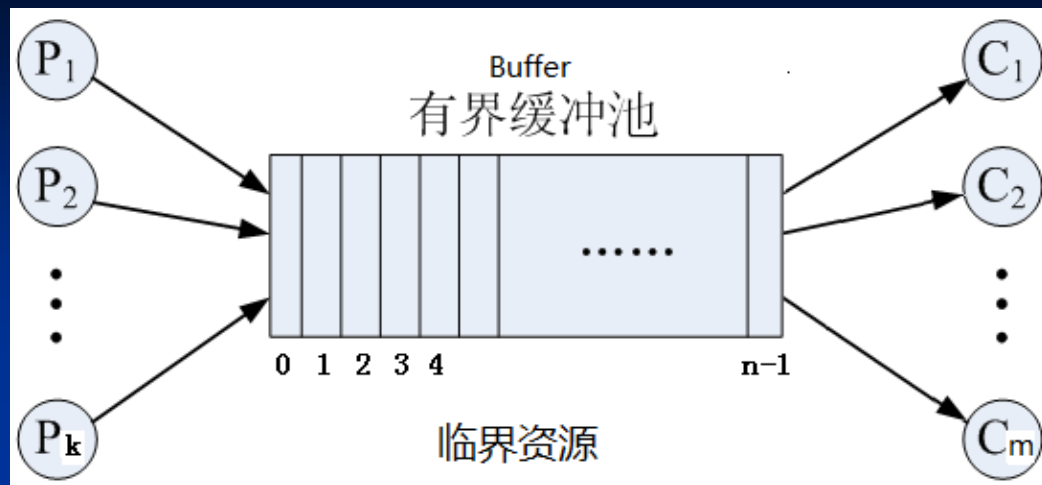 P1
Buffer
C1
有界缓冲池
P2
C2
......
0 1 2 3 4 n-1
Pk
临界资源
Cm